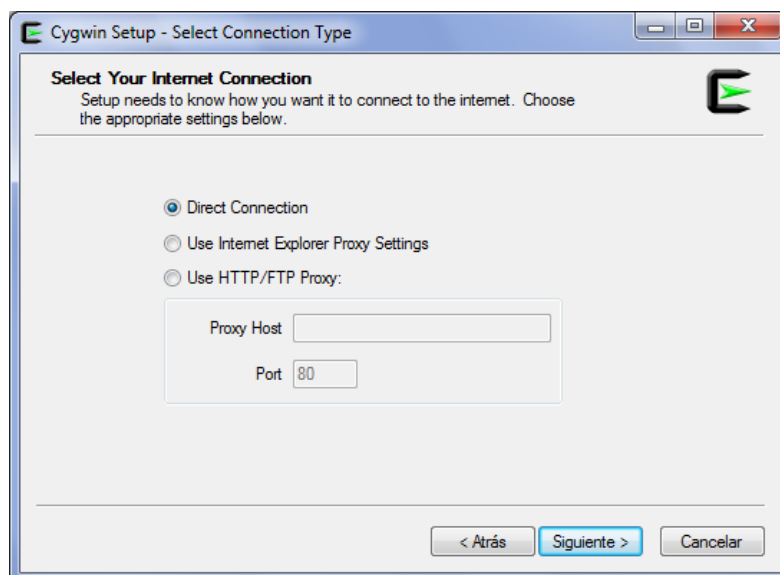 Cygwin Setup - Select Connection Type
Select Your Internet Connection
Setup needs to know how you want it to connect to the internet. Choose
the appropriate settings below.
Direct Connection
Use Internet Explorer Proxy Settings
Use HTTP/FTP Proxy:
Proxy Host
Port 80
< Atrás Siguiente > Cancelar